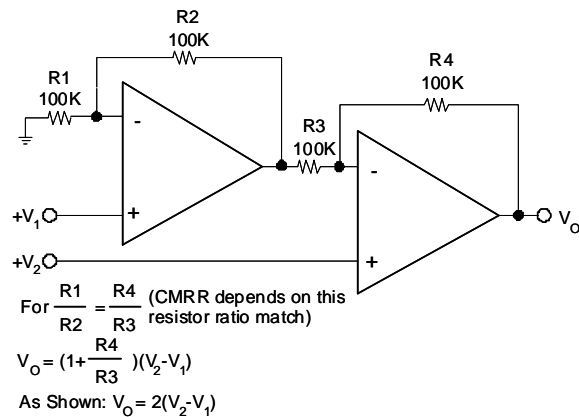 R2
100K
R4
100K
R1
100K
R3
100K
-
-
+V1
+
VO
+V2
+
For R1/R2 = R4/R3 (CMRR depends on this
resistor ratio match)
VO = (1+ R4/R3 )(V2-V1)
As Shown: VO = 2(V2-V1)